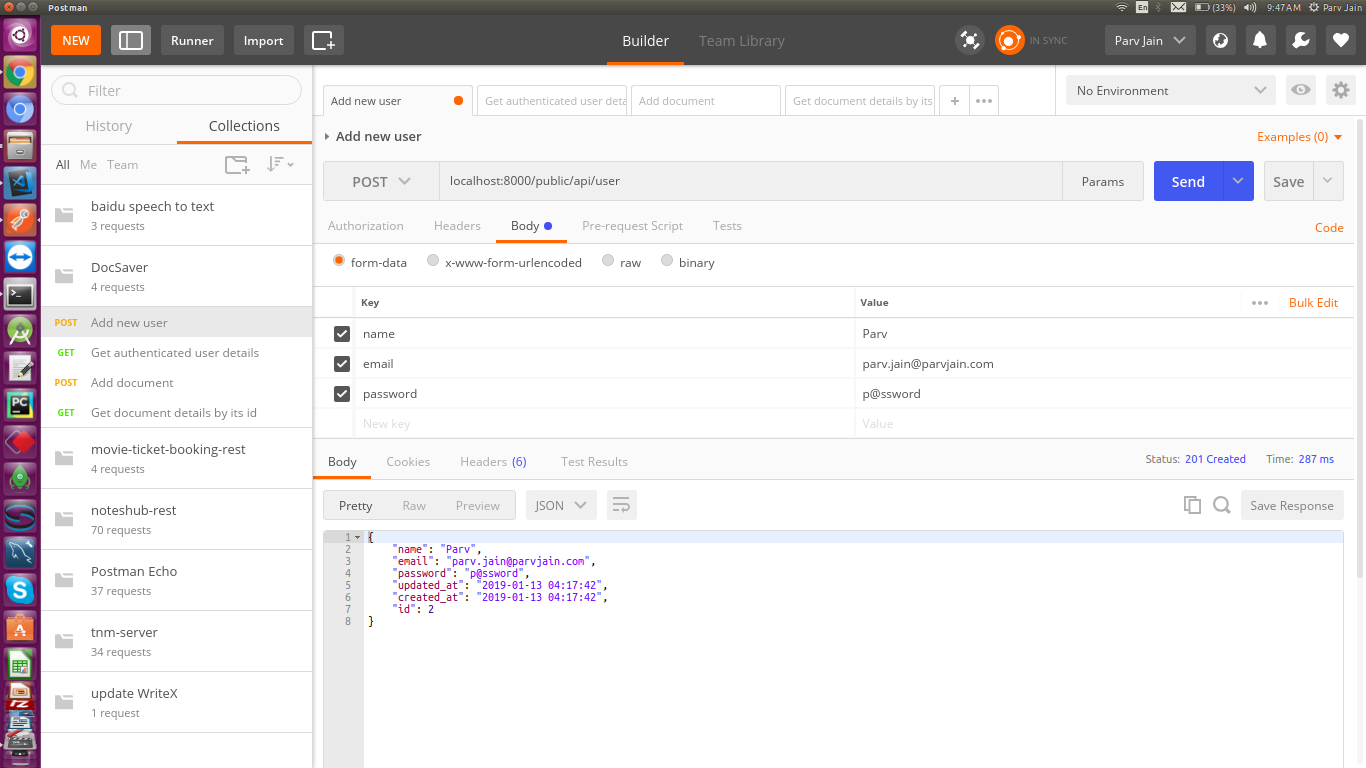 Postman
En
(33%)
9:47 AM
Parv Jain
NEW
Runner
Import
Builder
Team Library
IN SYNC
Parv Jain
Filter
History
Collections
All
Me
Team
baidu speech to text
3 requests
DocSaver
4 requests
POST Add new user
GET Get authenticated user details
POST Add document
GET Get document details by its id
movie-ticket-booking-rest
4 requests
noteshub-rest
70 requests
Postman Echo
37 requests
tnm-server
34 requests
update WriteX
1 request
Add new user
Get authenticated user deta
Add document
Get document details by its
No Environment
Add new user
Examples (0)
POST
localhost:8000/public/api/user
Params
Send
Save
Authorization
Headers
Body
Pre-request Script
Tests
Code
form-data
x-www-form-urlencoded
raw
binary
Key
Value
Bulk Edit
name
Parv
email
parv.jain@parvjain.com
password
p@ssword
New key
Value
Body
Cookies
Headers (6)
Test Results
Status: 201 Created
Time: 287 ms
Pretty
Raw
Preview
JSON
Save Response
1 {
2 "name": "Parv",
3 "email": "parv.jain@parvjain.com",
4 "password": "p@ssword",
5 "updated_at": "2019-01-13 04:17:42",
6 "created_at": "2019-01-13 04:17:42",
7 "id": 2
8 }